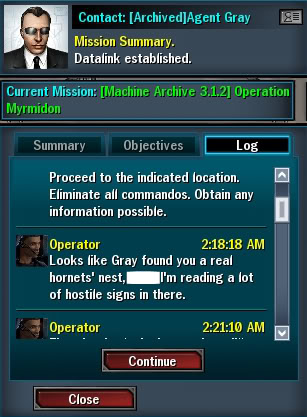 Contact: [Archived]Agent Gray
Mission Summary.
Datalink established.
Current Mission: [Machine Archive 3.1.2] Operation
Myrmidon
Summary Objectives Log
Proceed to the indicated location.
Eliminate all commandos. Obtain any
information possible.
Operator 2:18:18 AM
Looks like Gray found you a real
hornets' nest, I'm reading a lot
of hostile signs in there.
Operator 2:21:10 AM
Continue
Close